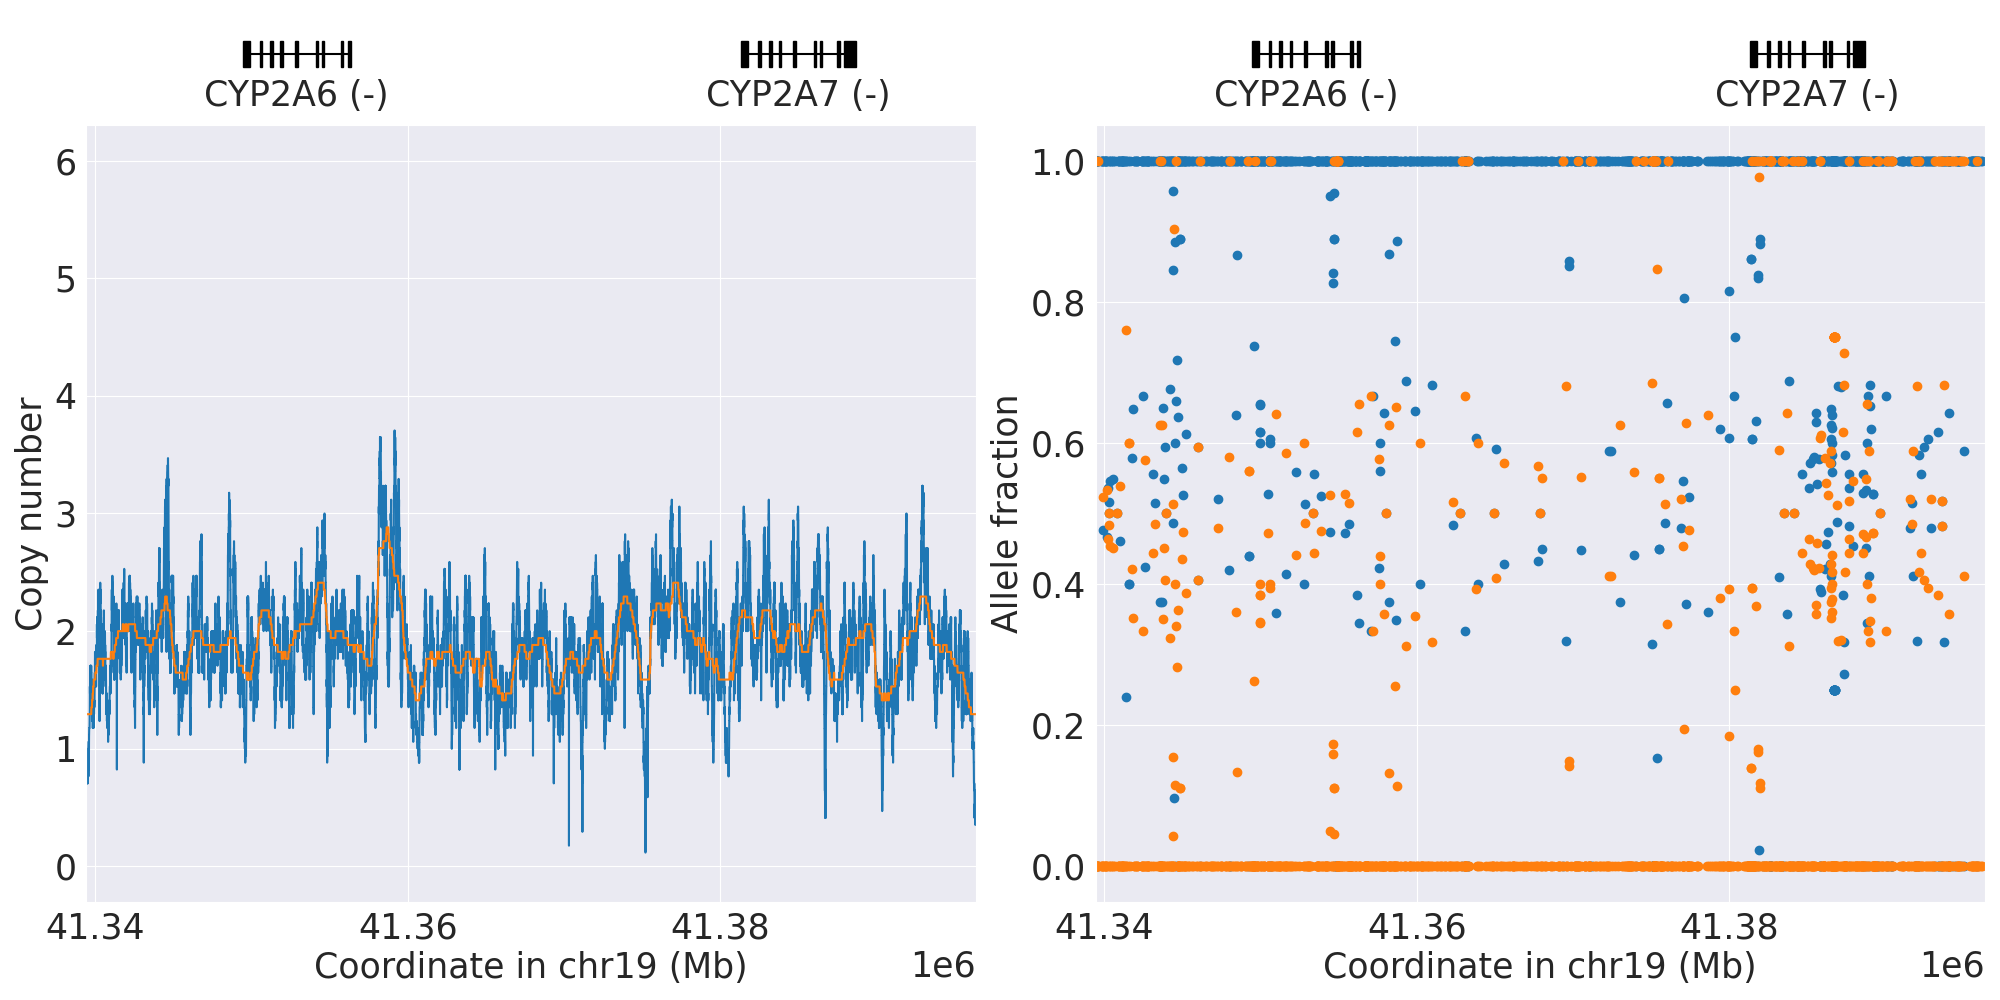 CYP2A6 (-)
CYP2A7 (-)
6
5
4
3
2
1
0
Copy number
41.34
41.36
41.38
Coordinate in chr19 (Mb)
1e6
CYP2A6 (-)
CYP2A7 (-)
1.0
0.8
0.6
0.4
0.2
0.0
Allele fraction
41.34
41.36
41.38
Coordinate in chr19 (Mb)
1e6